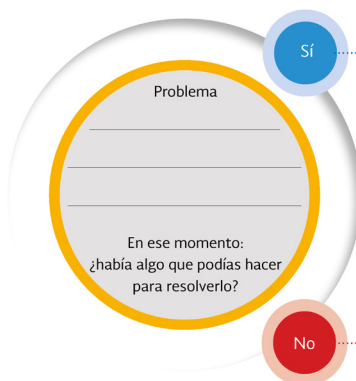 Sí
Problema
En ese momento:
¿había algo que podías hacer
para resolverlo?
No